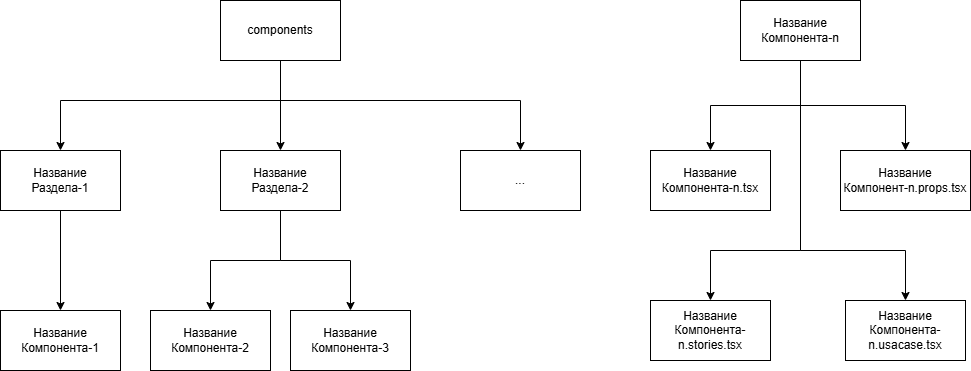 components
Название
Компонента-n
Название
Раздела-1
Название
Раздела-2
...
Название
Компонента-n.tsx
Название
Компонент-n.props.tsx
Название
Компонента-1
Название
Компонента-2
Название
Компонента-3
Название
Компонента-
n.stories.tsx
Название
Компонента-
n.usacase.tsx